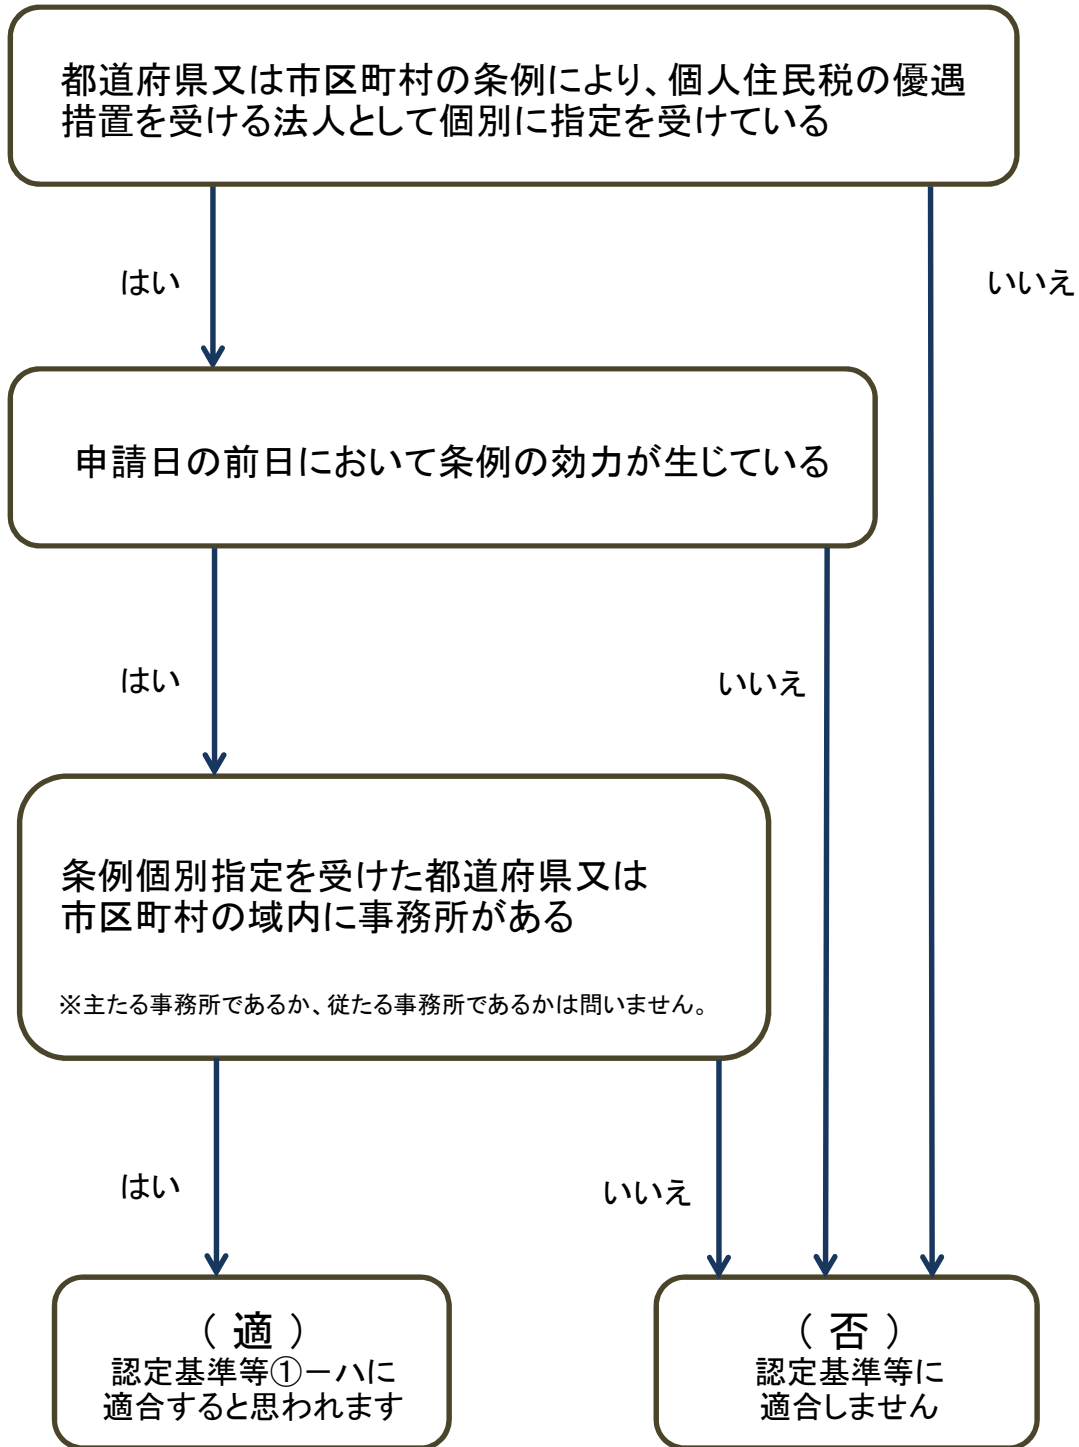 都道府県又は市区町村の条例により、個人住民税の優遇
措置を受ける法人として個別に指定を受けている
はい
いいえ
申請日の前日において条例の効力が生じている
はい
いいえ
条例個別指定を受けた都道府県又は
市区町村の域内に事務所がある
※主たる事務所であるか、従たる事務所であるかは問いません。
はい
いいえ
（ 適 ）
認定基準等①－ハに
適合すると思われます
（ 否 ）
認定基準等に
適合しません